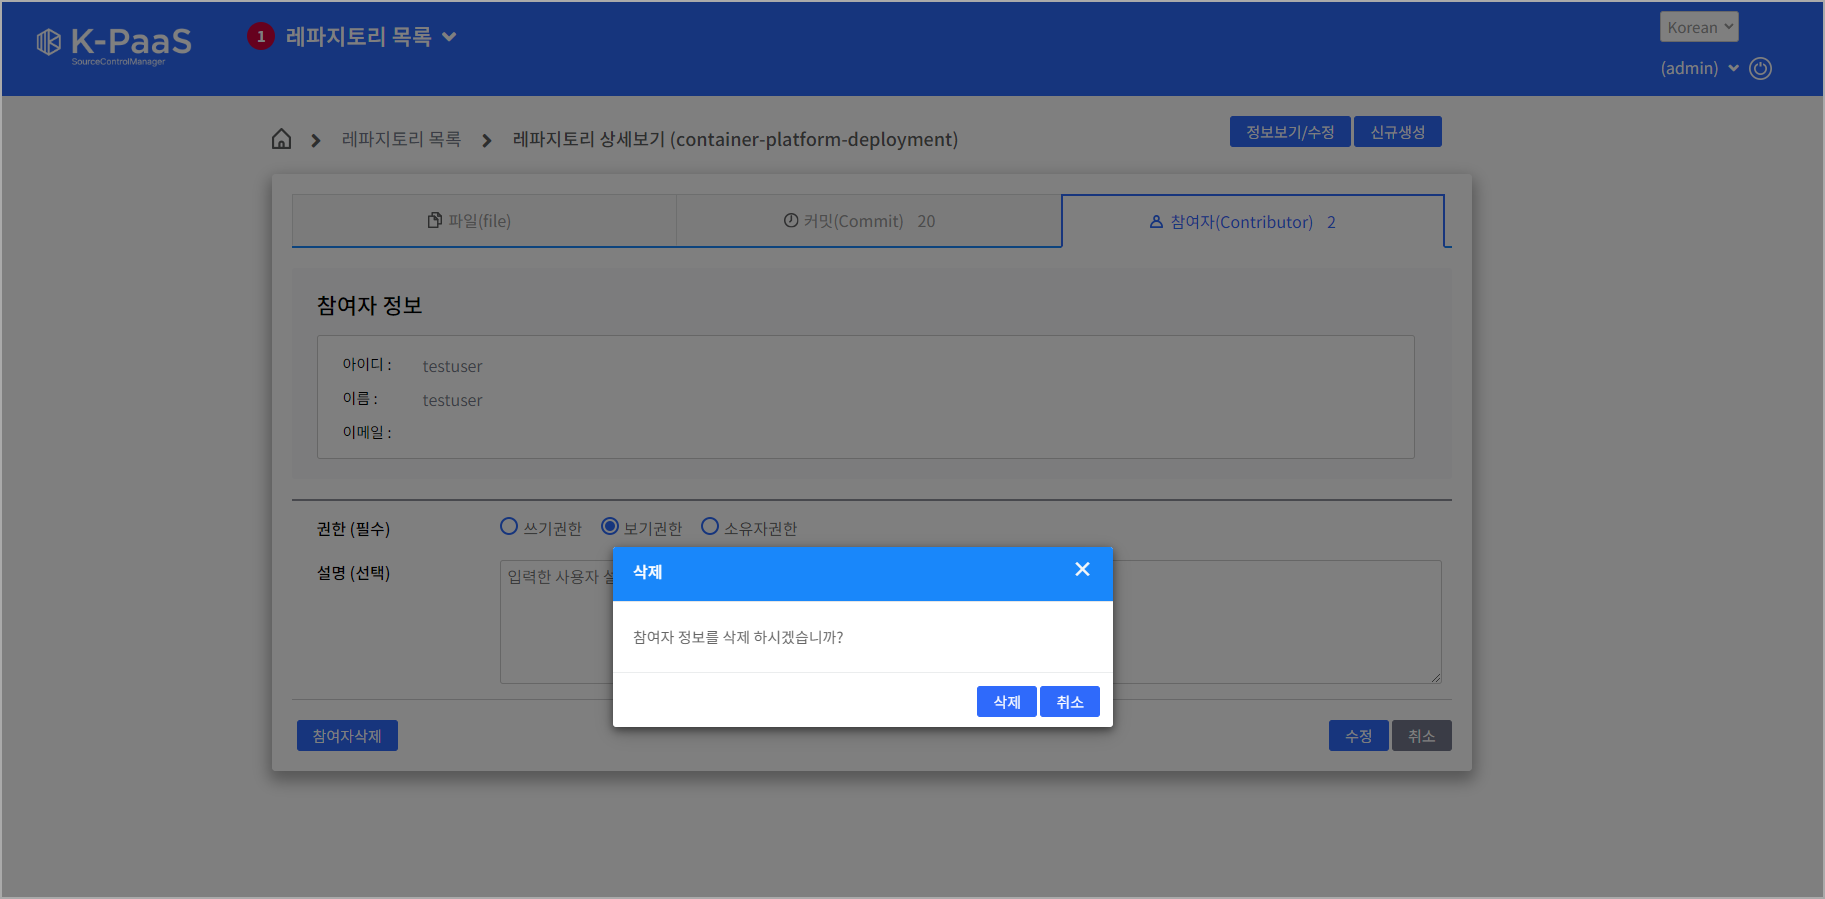 K-PaaS
SourceControlManager
1 레파지토리 목록
Korean
(admin)
레파지토리 목록 레파지토리 상세보기 (container-platform-deployment)
정보보기/수정 신규생성
파일(file) 커밋(Commit) 20 참여자(Contributor) 2
참여자 정보
아이디 : testuser
이름 : testuser
이메일 :
권한 (필수) 쓰기권한 보기권한 소유자권한
설명 (선택) 입력한 사용자
삭제
참여자 정보를 삭제 하시겠습니까?
삭제 취소
참여자삭제 수정 취소